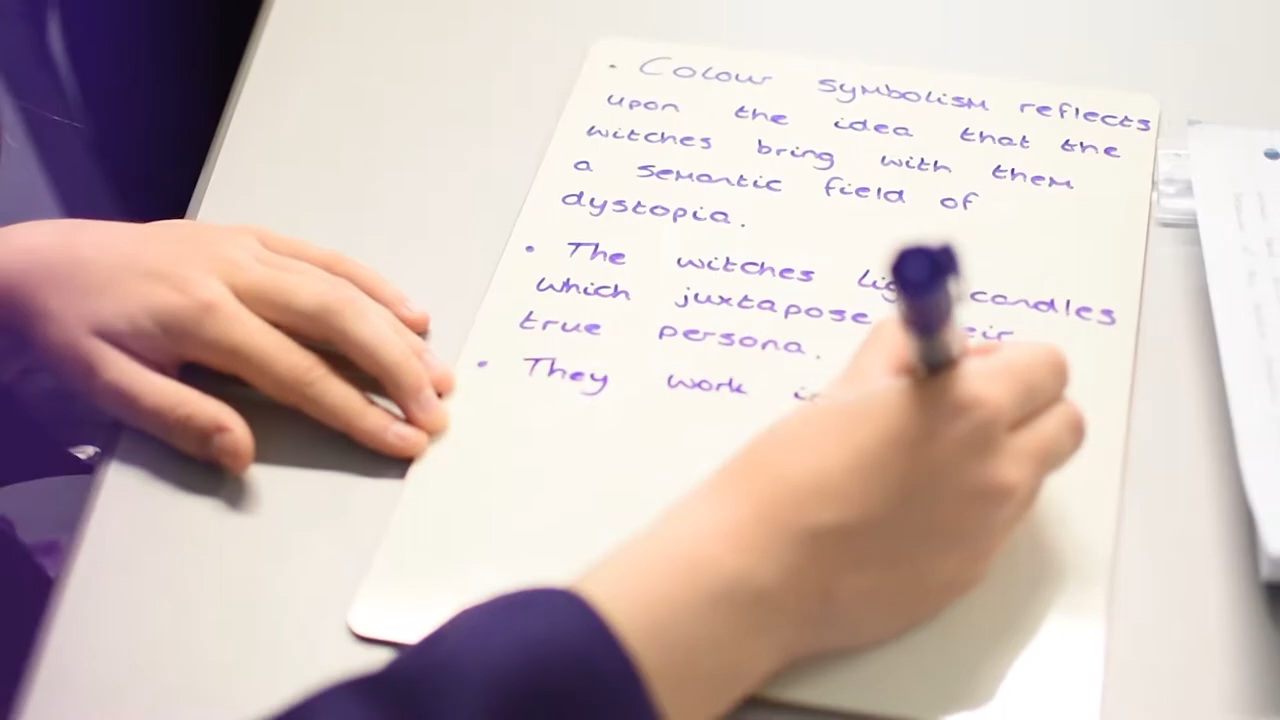 • Colour symbolism reflects
upon the idea that the
witches bring with them
a semantic field of
dystopia.
• The witches candles
which juxtapose
true persona.
• They work